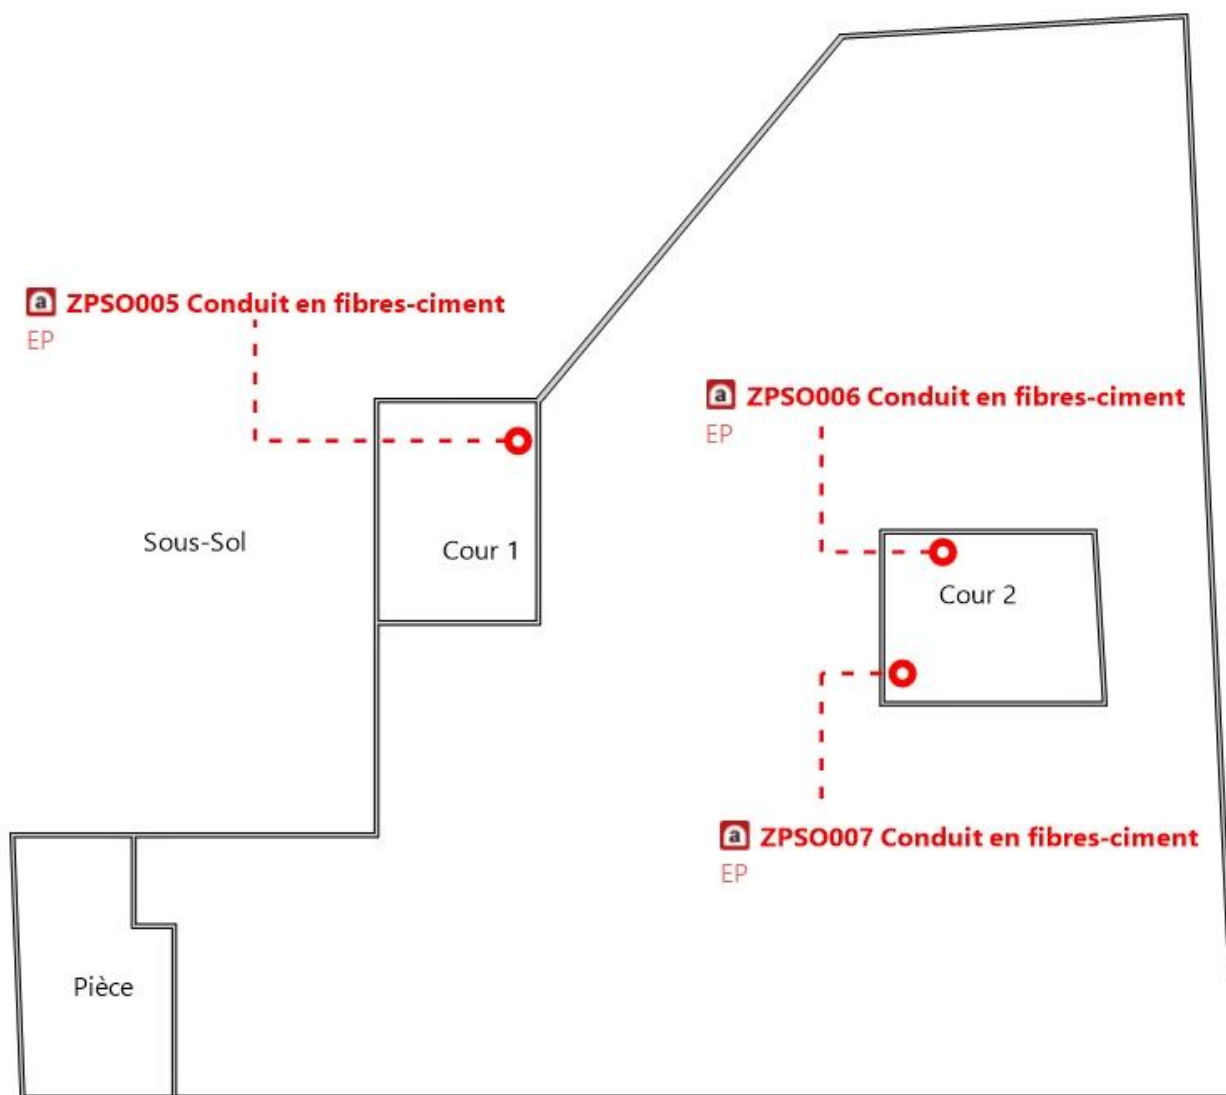 a ZPSO005 Conduit en fibres-ciment
EP
a ZPSO006 Conduit en fibres-ciment
EP
Sous-Sol
Cour 1
Cour 2
a ZPSO007 Conduit en fibres-ciment
EP
Pièce